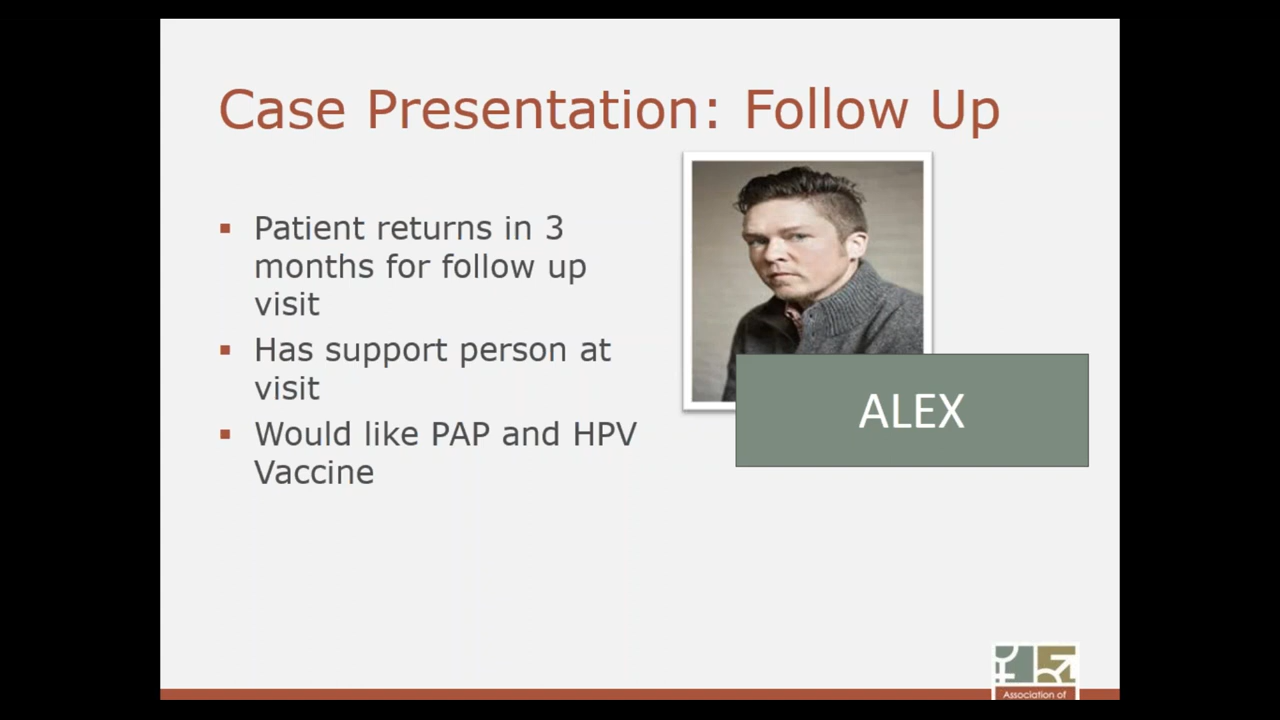 Case Presentation: Follow Up
Patient returns in 3
months for follow up
visit
Has support person at
visit
Would like PAP and HPV
Vaccine
ALEX
Association of